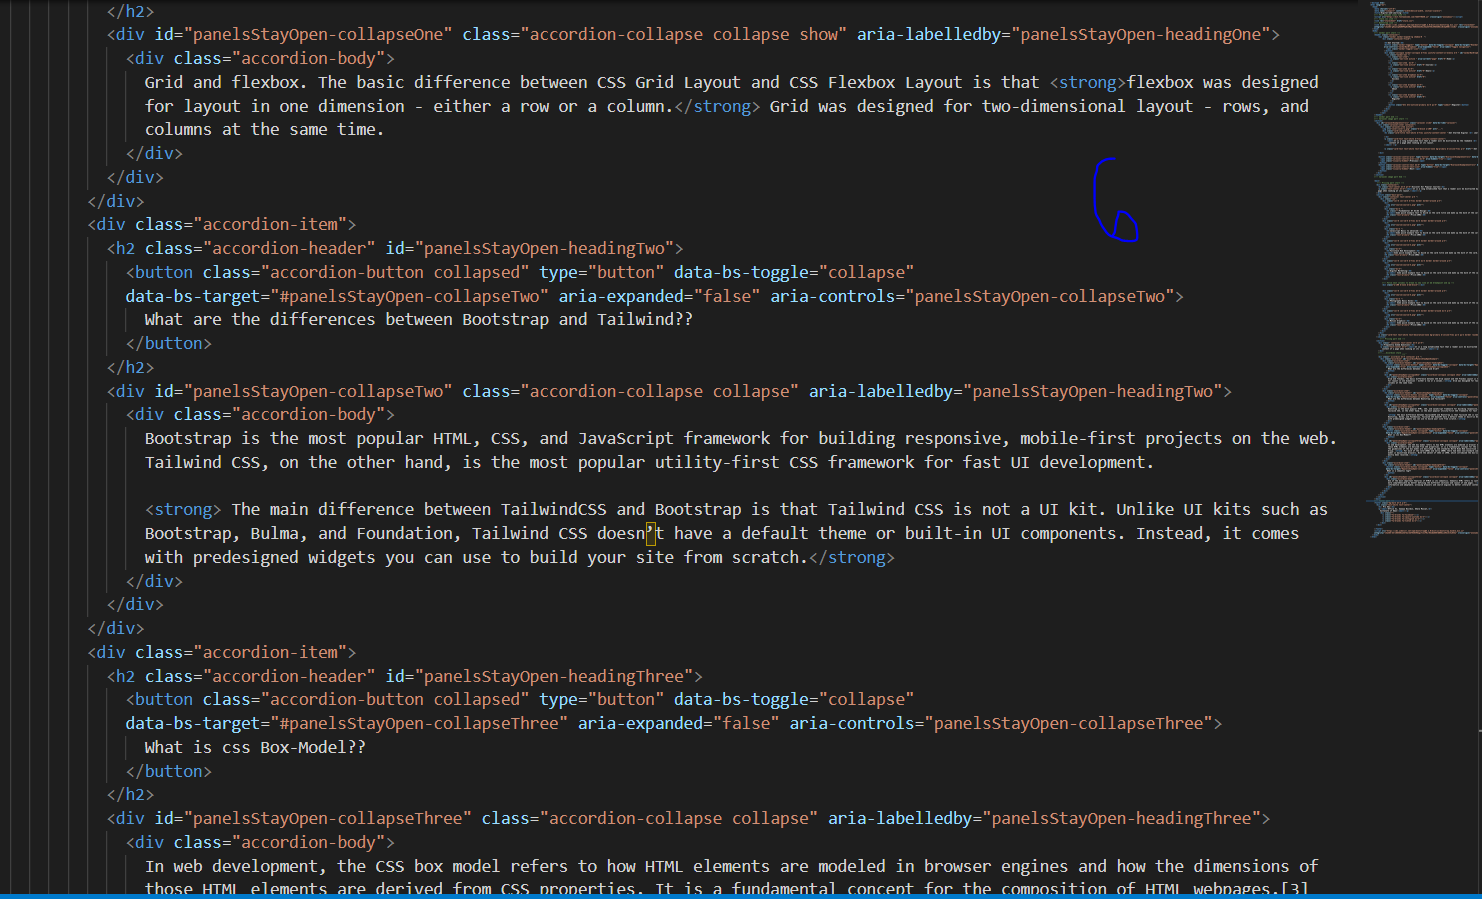 </h2>
<div id="panelsStayOpen-collapseOne" class="accordion-collapse collapse show" aria-labelledby="panelsStayOpen-headingOne">
<div class="accordion-body">
Grid and flexbox. The basic difference between CSS Grid Layout and CSS Flexbox Layout is that <strong>flexbox was designed
for layout in one dimension - either a row or a column.</strong> Grid was designed for two-dimensional layout - rows, and
columns at the same time.
</div>
</div>
</div>
<div class="accordion-item">
<h2 class="accordion-header" id="panelsStayOpen-headingTwo">
<button class="accordion-button collapsed" type="button" data-bs-toggle="collapse"
data-bs-target="#panelsStayOpen-collapseTwo" aria-expanded="false" aria-controls="panelsStayOpen-collapseTwo">
What are the differences between Bootstrap and Tailwind??
</button>
</h2>
<div id="panelsStayOpen-collapseTwo" class="accordion-collapse collapse" aria-labelledby="panelsStayOpen-headingTwo">
<div class="accordion-body">
Bootstrap is the most popular HTML, CSS, and JavaScript framework for building responsive, mobile-first projects on the web.
Tailwind CSS, on the other hand, is the most popular utility-first CSS framework for fast UI development.
<strong> The main difference between TailwindCSS and Bootstrap is that Tailwind CSS is not a UI kit. Unlike UI kits such as
Bootstrap, Bulma, and Foundation, Tailwind CSS doesn’t have a default theme or built-in UI components. Instead, it comes
with predesigned widgets you can use to build your site from scratch.</strong>
</div>
</div>
</div>
<div class="accordion-item">
<h2 class="accordion-header" id="panelsStayOpen-headingThree">
<button class="accordion-button collapsed" type="button" data-bs-toggle="collapse"
data-bs-target="#panelsStayOpen-collapseThree" aria-expanded="false" aria-controls="panelsStayOpen-collapseThree">
What is css Box-Model??
</button>
</h2>
<div id="panelsStayOpen-collapseThree" class="accordion-collapse collapse" aria-labelledby="panelsStayOpen-headingThree">
<div class="accordion-body">
In web development, the CSS box model refers to how HTML elements are modeled in browser engines and how the dimensions of
those HTML elements are derived from CSS properties. It is a fundamental concept for the composition of HTML webpages.[3]
6